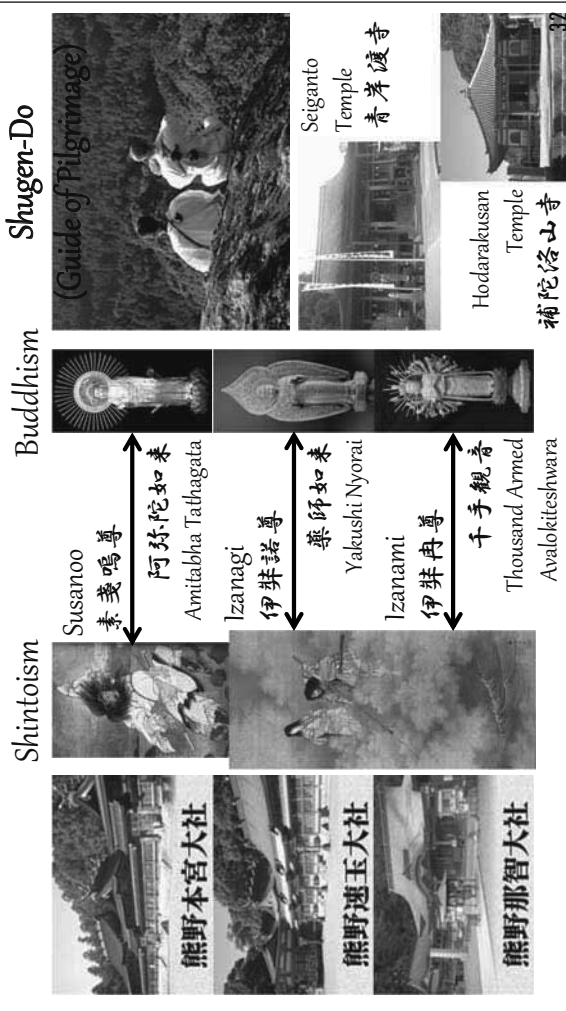 Shintoism
Buddhism
Shugen-Do
(Guide of Pilgrimage)
熊野本宮大社
Susanoo
素戔嗚尊
阿弥陀如来
Amitabha Tathagata
熊野速玉大社
Izanagi
伊弉諾尊
薬師如来
Yakushi Nyorai
熊野那智大社
Izanami
伊弉冉尊
千手観音
Thousand Armed
Avalokiteshwara
Seiganto
Temple
青岸渡寺
Hodarakusan
Temple
補陀洛山寺
32